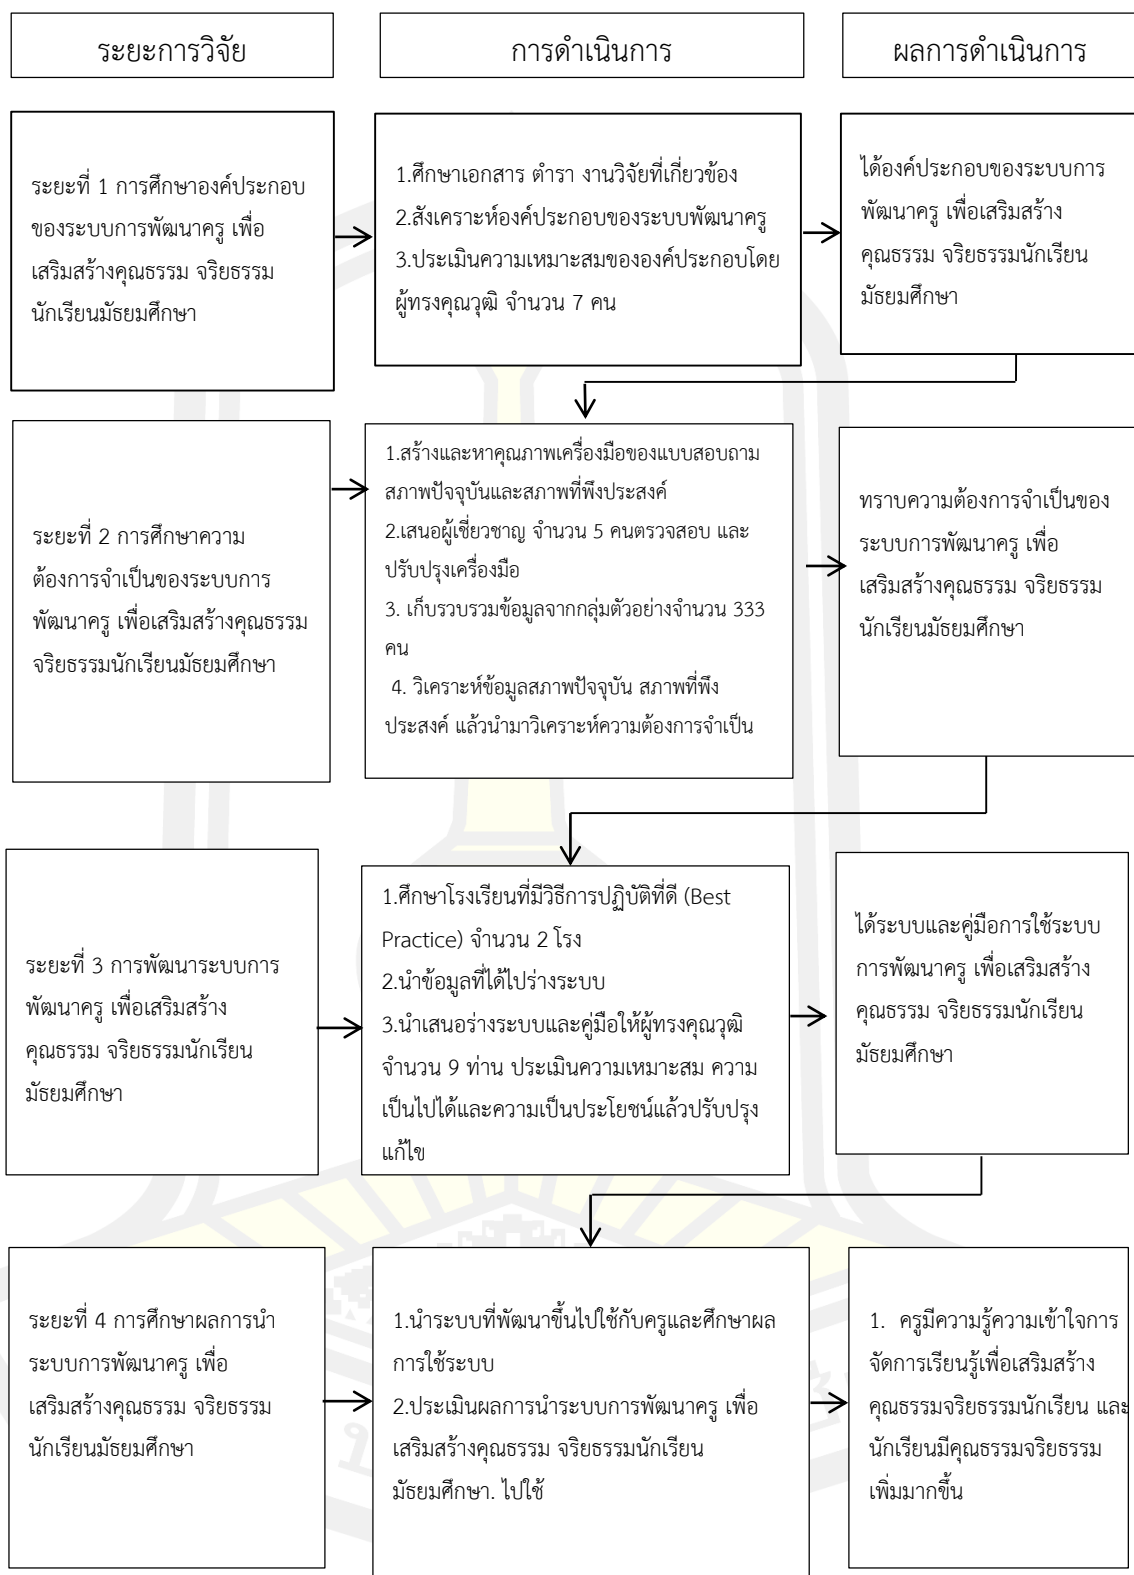 ระยะการวิจัย
การดำเนินการ
ผลการดำเนินการ
ระยะที่ 1 การศึกษาองค์ประกอบ
ของระบบการพัฒนาครู เพื่อ
เสริมสร้างคุณธรรม จริยธรรม
นักเรียนมัธยมศึกษา
1.ศึกษาเอกสาร ตำรา งานวิจัยที่เกี่ยวข้อง
2.สังเคราะห์องค์ประกอบของระบบพัฒนาครู
3.ประเมินความเหมาะสมขององค์ประกอบโดย
ผู้ทรงคุณวุฒิ จำนวน 7 คน
ได้องค์ประกอบของระบบการ
พัฒนาครู เพื่อเสริมสร้าง
คุณธรรม จริยธรรมนักเรียน
มัธยมศึกษา
ระยะที่ 2 การศึกษาความ
ต้องการจำเป็นของระบบการ
พัฒนาครู เพื่อเสริมสร้างคุณธรรม
จริยธรรมนักเรียนมัธยมศึกษา
1.สร้างและหาคุณภาพเครื่องมือของแบบสอบถาม
สภาพปัจจุบันและสภาพที่พึงประสงค์
2.เสนอผู้เชี่ยวชาญ จำนวน 5 คนตรวจสอบ และ
ปรับปรุงเครื่องมือ
3. เก็บรวบรวมข้อมูลจากกลุ่มตัวอย่างจำนวน 333
คน
4. วิเคราะห์ข้อมูลสภาพปัจจุบัน สภาพที่พึง
ประสงค์ แล้วนำมาวิเคราะห์ความต้องการจำเป็น
ทราบความต้องการจำเป็นของ
ระบบการพัฒนาครู เพื่อ
เสริมสร้างคุณธรรม จริยธรรม
นักเรียนมัธยมศึกษา
ระยะที่ 3 การพัฒนาระบบการ
พัฒนาครู เพื่อเสริมสร้าง
คุณธรรม จริยธรรมนักเรียน
มัธยมศึกษา
1.ศึกษาโรงเรียนที่มีวิธีการปฏิบัติที่ดี (Best
Practice) จำนวน 2 โรง
2.นำข้อมูลที่ได้ไปร่างระบบ
3.นำเสนอร่างระบบและคู่มือให้ผู้ทรงคุณวุฒิ
จำนวน 9 ท่าน ประเมินความเหมาะสม ความ
เป็นไปได้และความเป็นประโยชน์แล้วปรับปรุง
แก้ไข
ได้ระบบและคู่มือการใช้ระบบ
การพัฒนาครู เพื่อเสริมสร้าง
คุณธรรม จริยธรรมนักเรียน
มัธยมศึกษา
ระยะที่ 4 การศึกษาผลการนำ
ระบบการพัฒนาครู เพื่อ
เสริมสร้างคุณธรรม จริยธรรม
นักเรียนมัธยมศึกษา
1.นำระบบที่พัฒนาขึ้นไปใช้กับครูและศึกษาผล
การใช้ระบบ
2.ประเมินผลการนำระบบการพัฒนาครู เพื่อ
เสริมสร้างคุณธรรม จริยธรรมนักเรียน
มัธยมศึกษา. ไปใช้
1. ครูมีความรู้ความเข้าใจการ
จัดการเรียนรู้เพื่อเสริมสร้าง
คุณธรรมจริยธรรมนักเรียน และ
นักเรียนมีคุณธรรมจริยธรรม
เพิ่มมากขึ้น